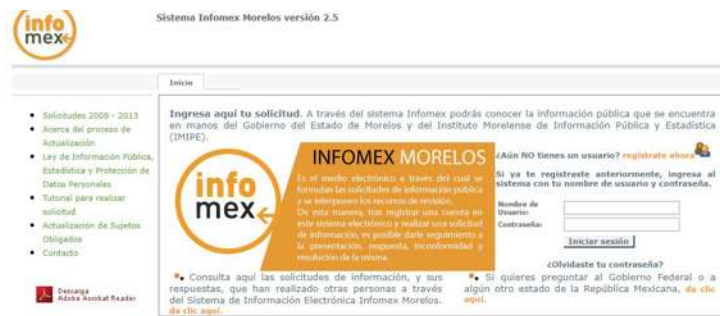 info
mex
Sistema Infomex Morelos versión 2.5
Inicio
Solicitudes 2008 - 2013
Acerca del proceso de
Actualización
Ley de Información Pública,
Estadística y Protección de
Datos Personales
Tutorial para realizar
solicitud
Actualización de Sujetos
Obligados
Contacto
Descarga
Adobe Acrobat Reader
Ingresa aquí tu solicitud. A través del sistema Infomex podrás conocer la información pública que se encuentra
en manos del Gobierno del Estado de Morelos y del Instituto Morelense de Información Pública y Estadística
(IMIPE).
info
mex
INFOMEX MORELOS
Es el medio electrónico a través del cual se
formulan las solicitudes de información pública
y se interponen los recursos de revisión.
De esta manera, tras registrar una cuenta en
este sistema electrónico y realizar una solicitud
de información, es posible darle seguimiento a
la presentación, respuesta, inconformidad y
resolución de la misma.
¿Aún NO tienes un usuario? regístrate ahora
Si ya te registraste anteriormente, ingresa al
sistema con tu nombre de usuario y contraseña.
Nombre de
Usuario:
Contraseña:
Iniciar sesión
¿Olvidaste tu contraseña?
Consulta aquí las solicitudes de información, y sus
respuestas, que han realizado otras personas a través
del Sistema de Información Electrónica Infomex Morelos.
da clic aquí.
Si quieres preguntar al Gobierno Federal o a
algún otro estado de la República Mexicana, da clic
aquí.